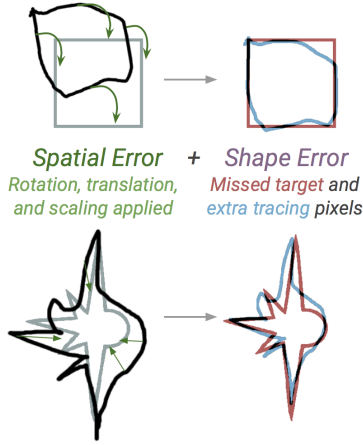 Spatial Error + Shape Error
Rotation, translation, and scaling applied
Missed target and extra tracing pixels